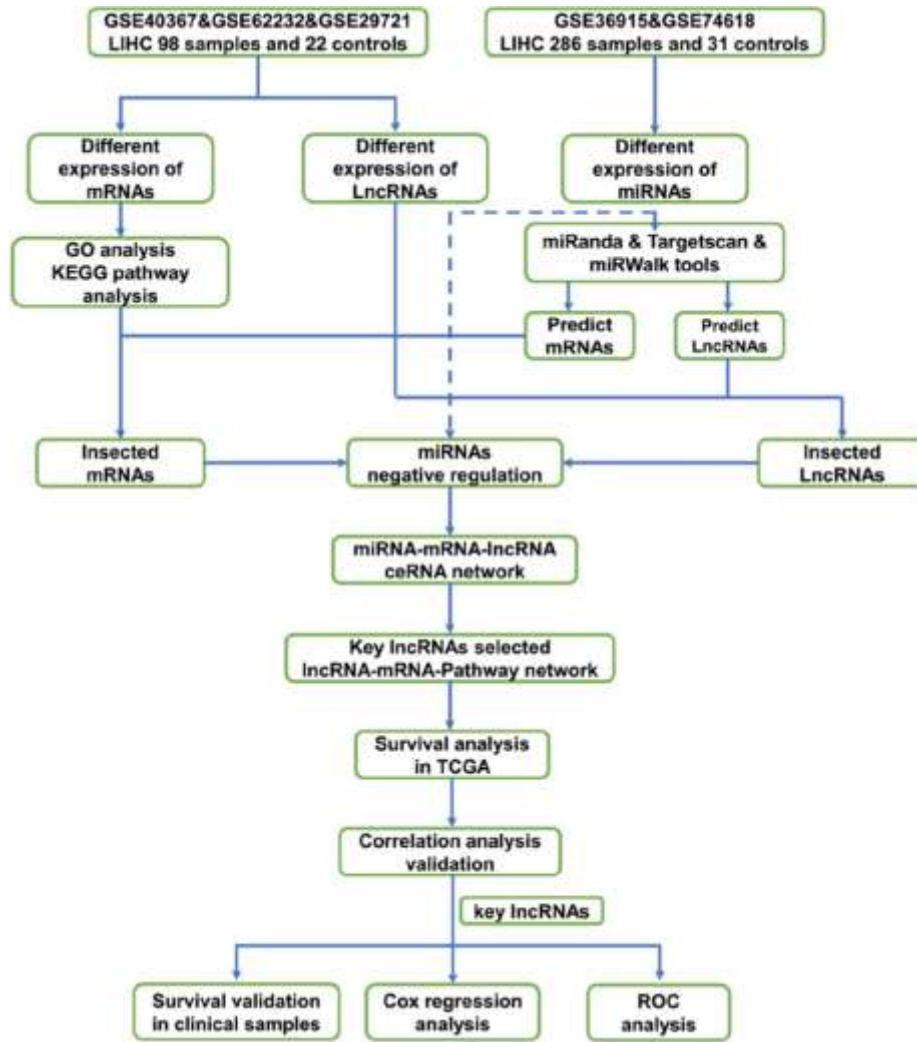 GSE40367&GSE62232&GSE29721
LIHC 98 samples and 22 controls
GSE36915&GSE74618
LIHC 286 samples and 31 controls
Different
expression of
mRNAs
Different
expression of
LncRNAs
Different
expression of
miRNAs
GO analysis
KEGG pathway
analysis
miRanda & Targetscan &
miRWalk tools
Predict
mRNAs
Predict
LncRNAs
Insected
mRNAs
miRNAs
negative regulation
Insected
LncRNAs
miRNA-mRNA-lncRNA
ceRNA network
Key lncRNAs selected
lncRNA-mRNA-Pathway network
Survival analysis
in TCGA
Correlation analysis
validation
key lncRNAs
Survival validation
in clinical samples
Cox regression
analysis
ROC
analysis